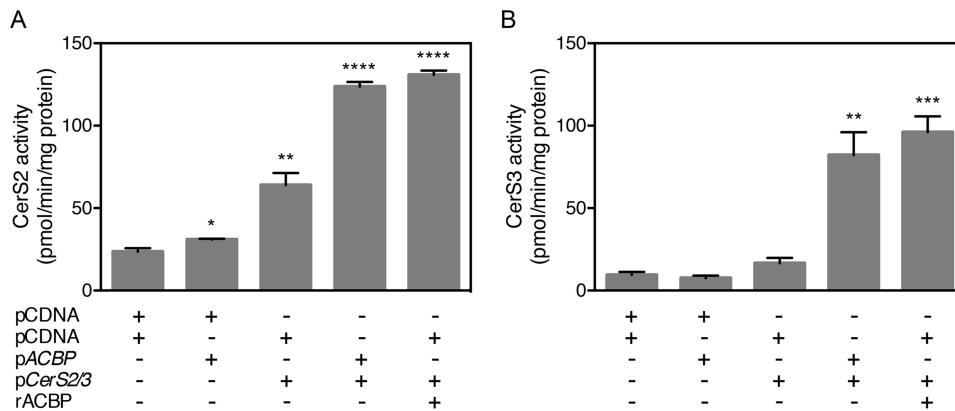 A
B
150
100
50
0
CerS2 activity
(pmol/min/mg protein)
*
**
****
****
150
100
50
0
CerS3 activity
(pmol/min/mg protein)
**
***
pCDNA + + - - - + + - - -
pCDNA + - + - + + - + - +
pACBP - + - + - - + - + -
pCerS2/3 - - + + + - - + + +
rACBP - - - - + - - - - +